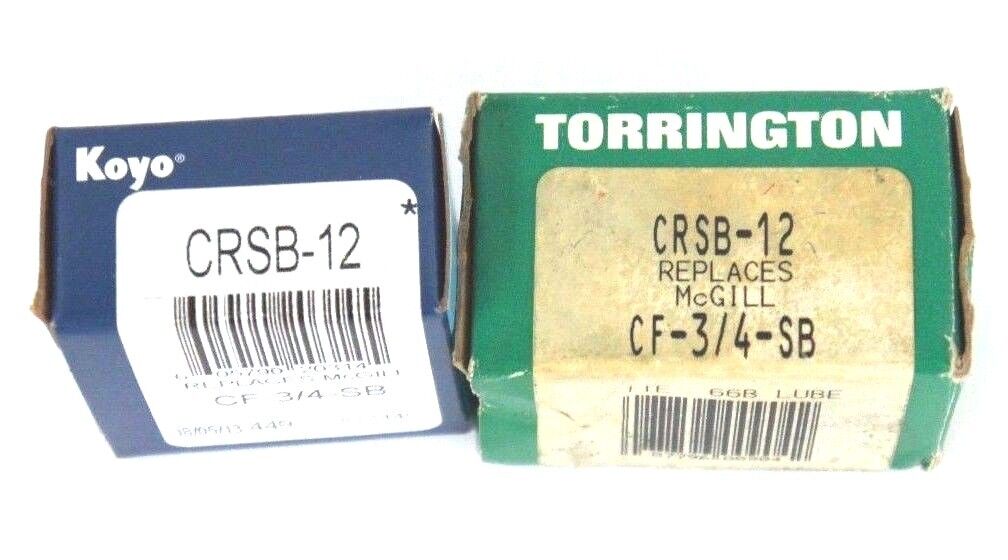 Koyo®
*
CRSB-12
REPLACES McGILL
CF 3/4-SB
TORRINGTON
CRSB-12
REPLACES
McGILL
CF-3/4-SB
66B LUBE